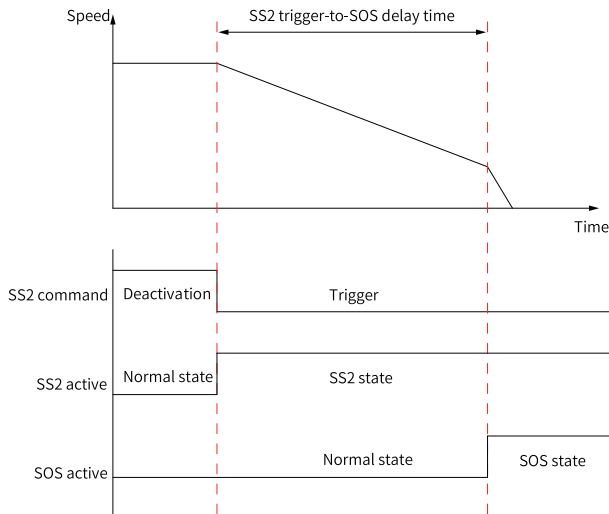 Speed
SS2 trigger-to-SOS delay time
Time
SS2 command
Deactivation
Trigger
SS2 active
Normal state
SS2 state
SOS active
Normal state
SOS state